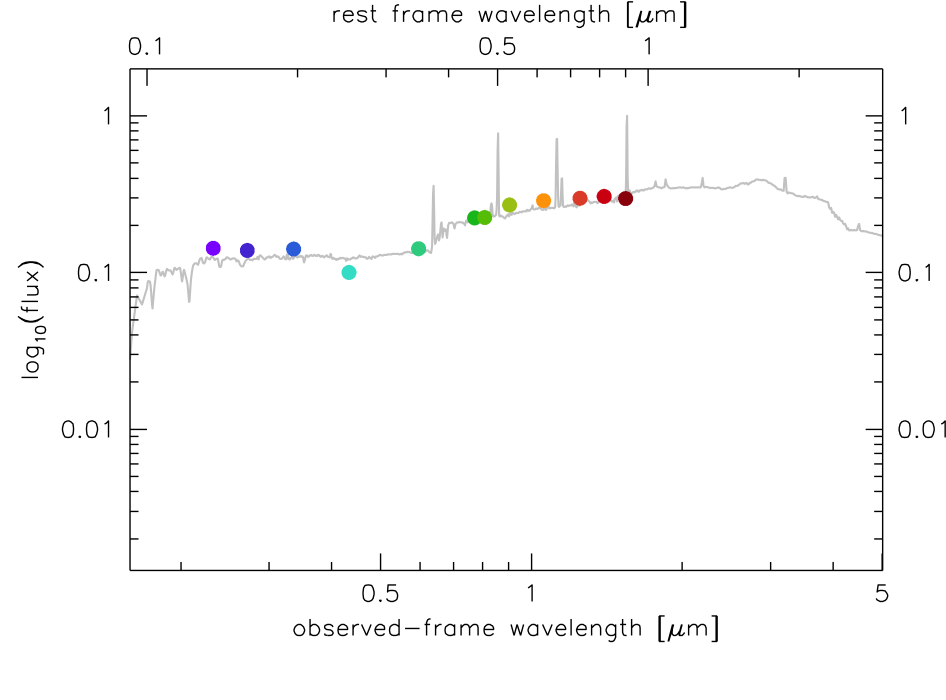 rest frame wavelength [μm]
0.1 0.5 1
1 1
0.1 0.1
0.01 0.01
log₁₀(flux)
0.5 1 5
observed−frame wavelength [μm]